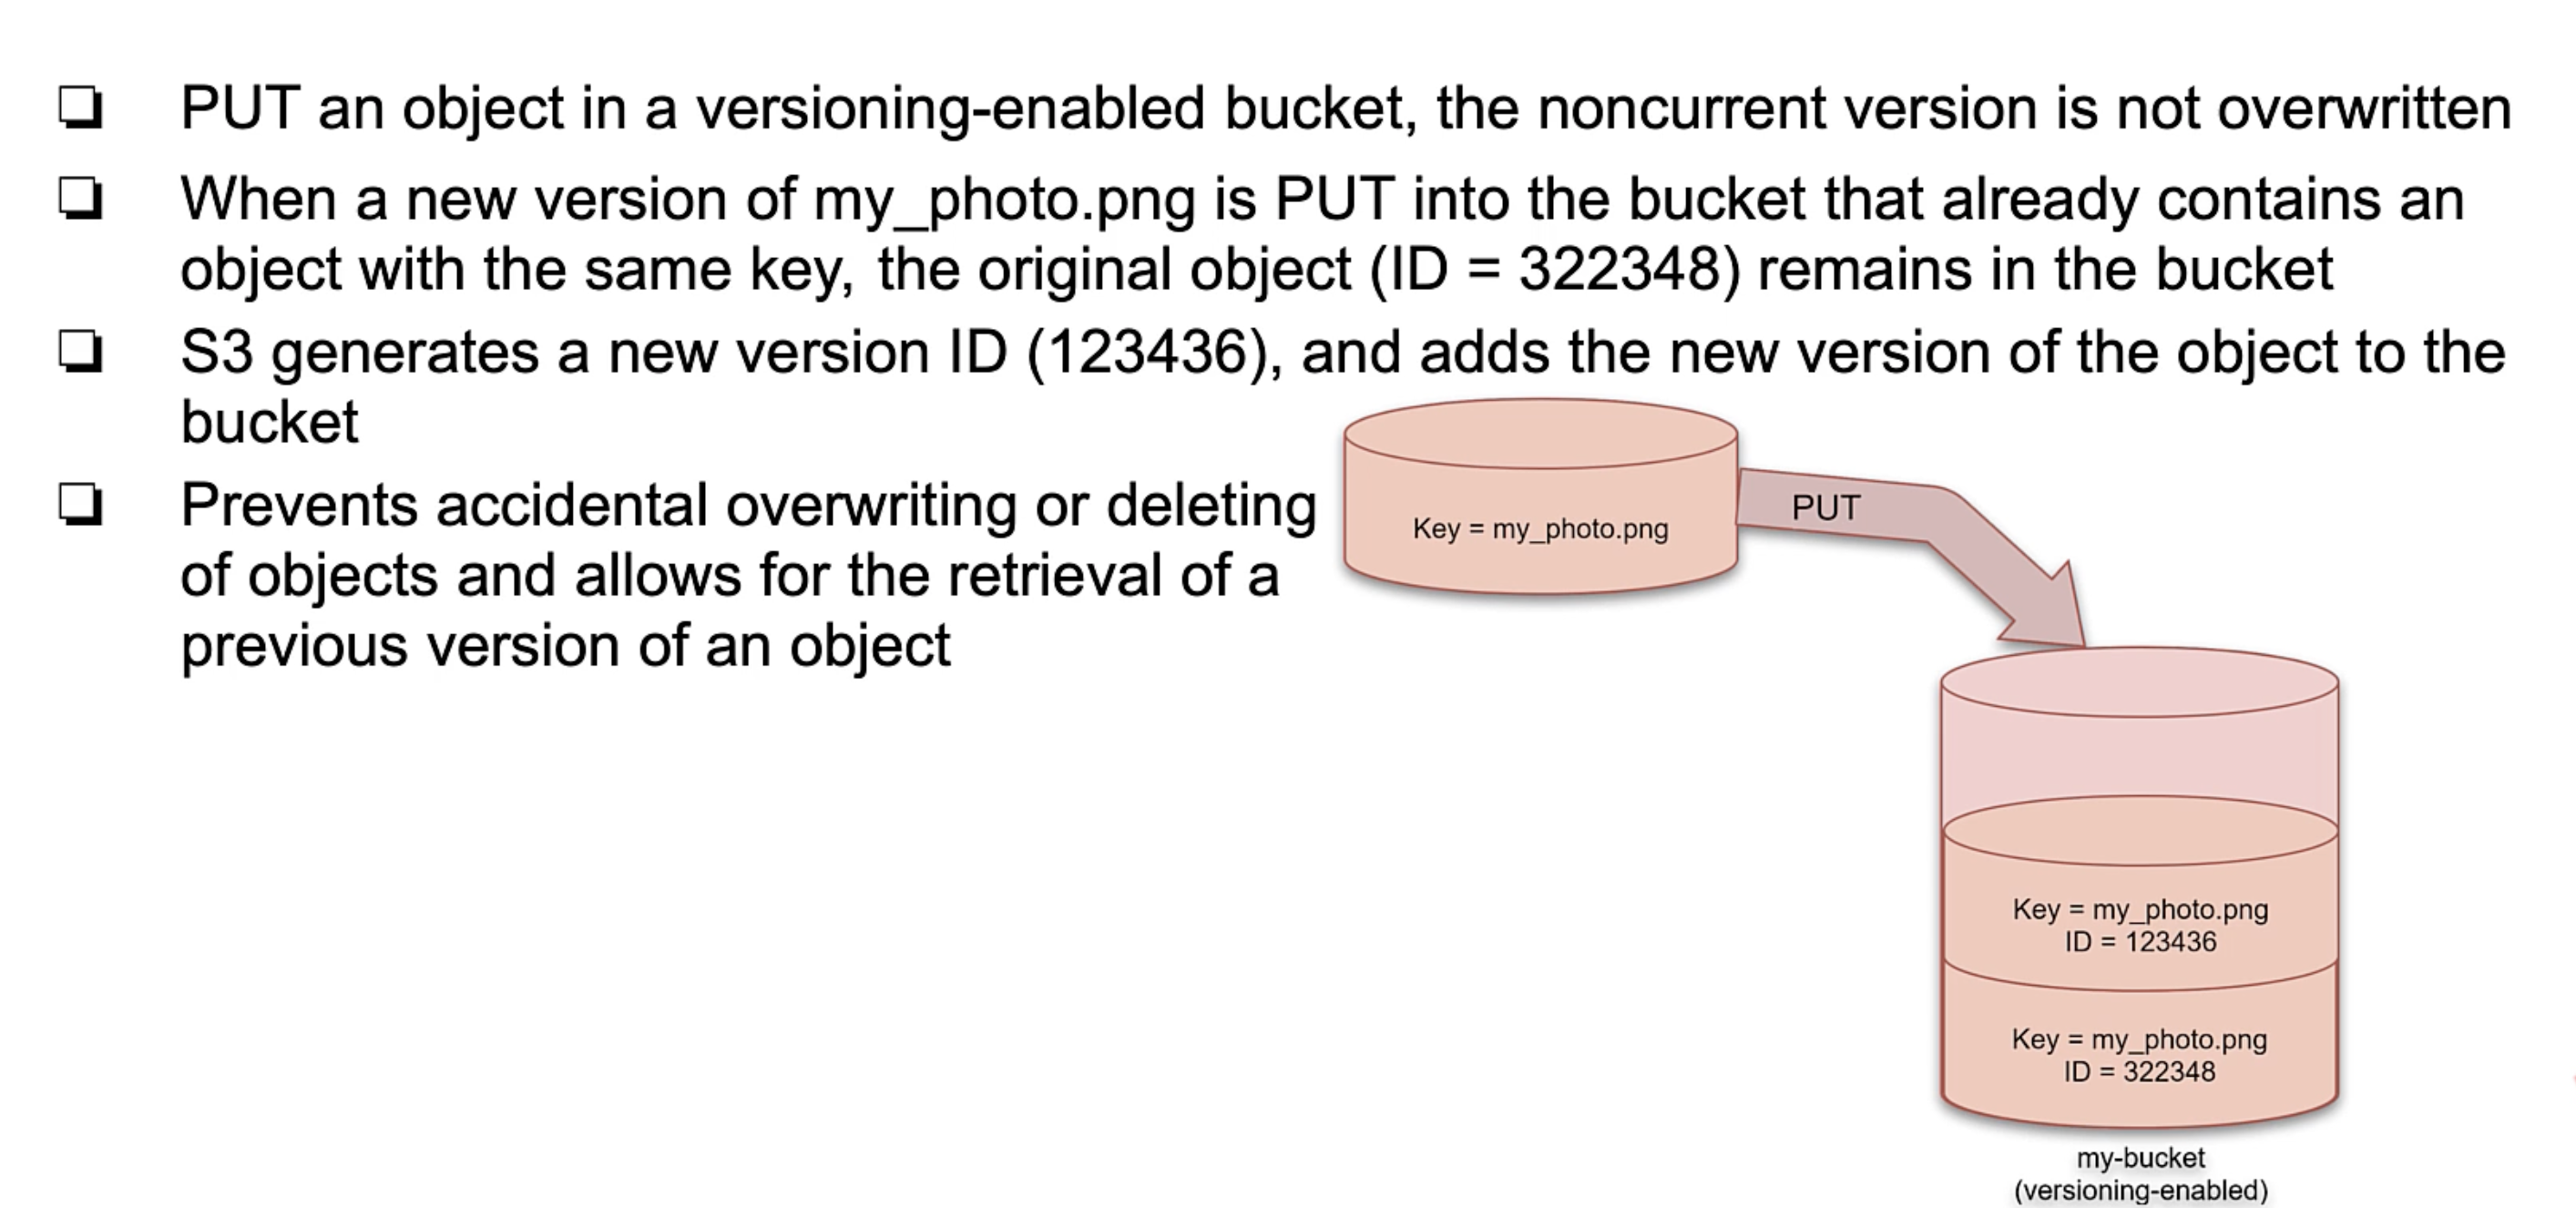 PUT an object in a versioning-enabled bucket, the noncurrent version is not overwritten
When a new version of my_photo.png is PUT into the bucket that already contains an
object with the same key, the original object (ID = 322348) remains in the bucket
S3 generates a new version ID (123436), and adds the new version of the object to the
bucket
Prevents accidental overwriting or deleting
of objects and allows for the retrieval of a
previous version of an object
Key = my_photo.png
PUT
Key = my_photo.png
ID = 123436
Key = my_photo.png
ID = 322348
my-bucket
(versioning-enabled)